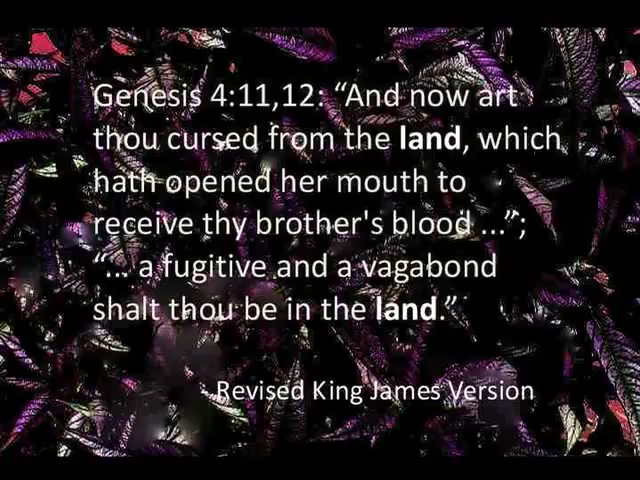 Genesis 4:11,12: “And now art
thou cursed from the land, which
hath opened her mouth to
receive thy brother's blood ...”;
“... a fugitive and a vagabond
shalt thou be in the land.”
- Revised King James Version